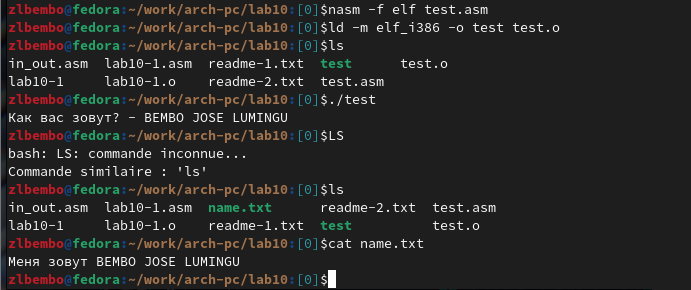 zlbembo@fedora:~/work/arch-pc/lab10:[0]$nasm -f elf test.asm
zlbembo@fedora:~/work/arch-pc/lab10:[0]$ld -m elf_i386 -o test test.o
zlbembo@fedora:~/work/arch-pc/lab10:[0]$ls
in_out.asm  lab10-1.asm  readme-1.txt  test      test.o
lab10-1     lab10-1.o    readme-2.txt  test.asm
zlbembo@fedora:~/work/arch-pc/lab10:[0]$./test
Как вас зовут? - BEMBO JOSE LUMINGU
zlbembo@fedora:~/work/arch-pc/lab10:[0]$LS
bash: LS: commande inconnue...
Commande similaire : 'ls'
zlbembo@fedora:~/work/arch-pc/lab10:[0]$ls
in_out.asm  lab10-1.asm  name.txt      readme-2.txt  test.asm
lab10-1     lab10-1.o    readme-1.txt  test          test.o
zlbembo@fedora:~/work/arch-pc/lab10:[0]$cat name.txt
Меня зовут BEMBO JOSE LUMINGU
zlbembo@fedora:~/work/arch-pc/lab10:[0]$